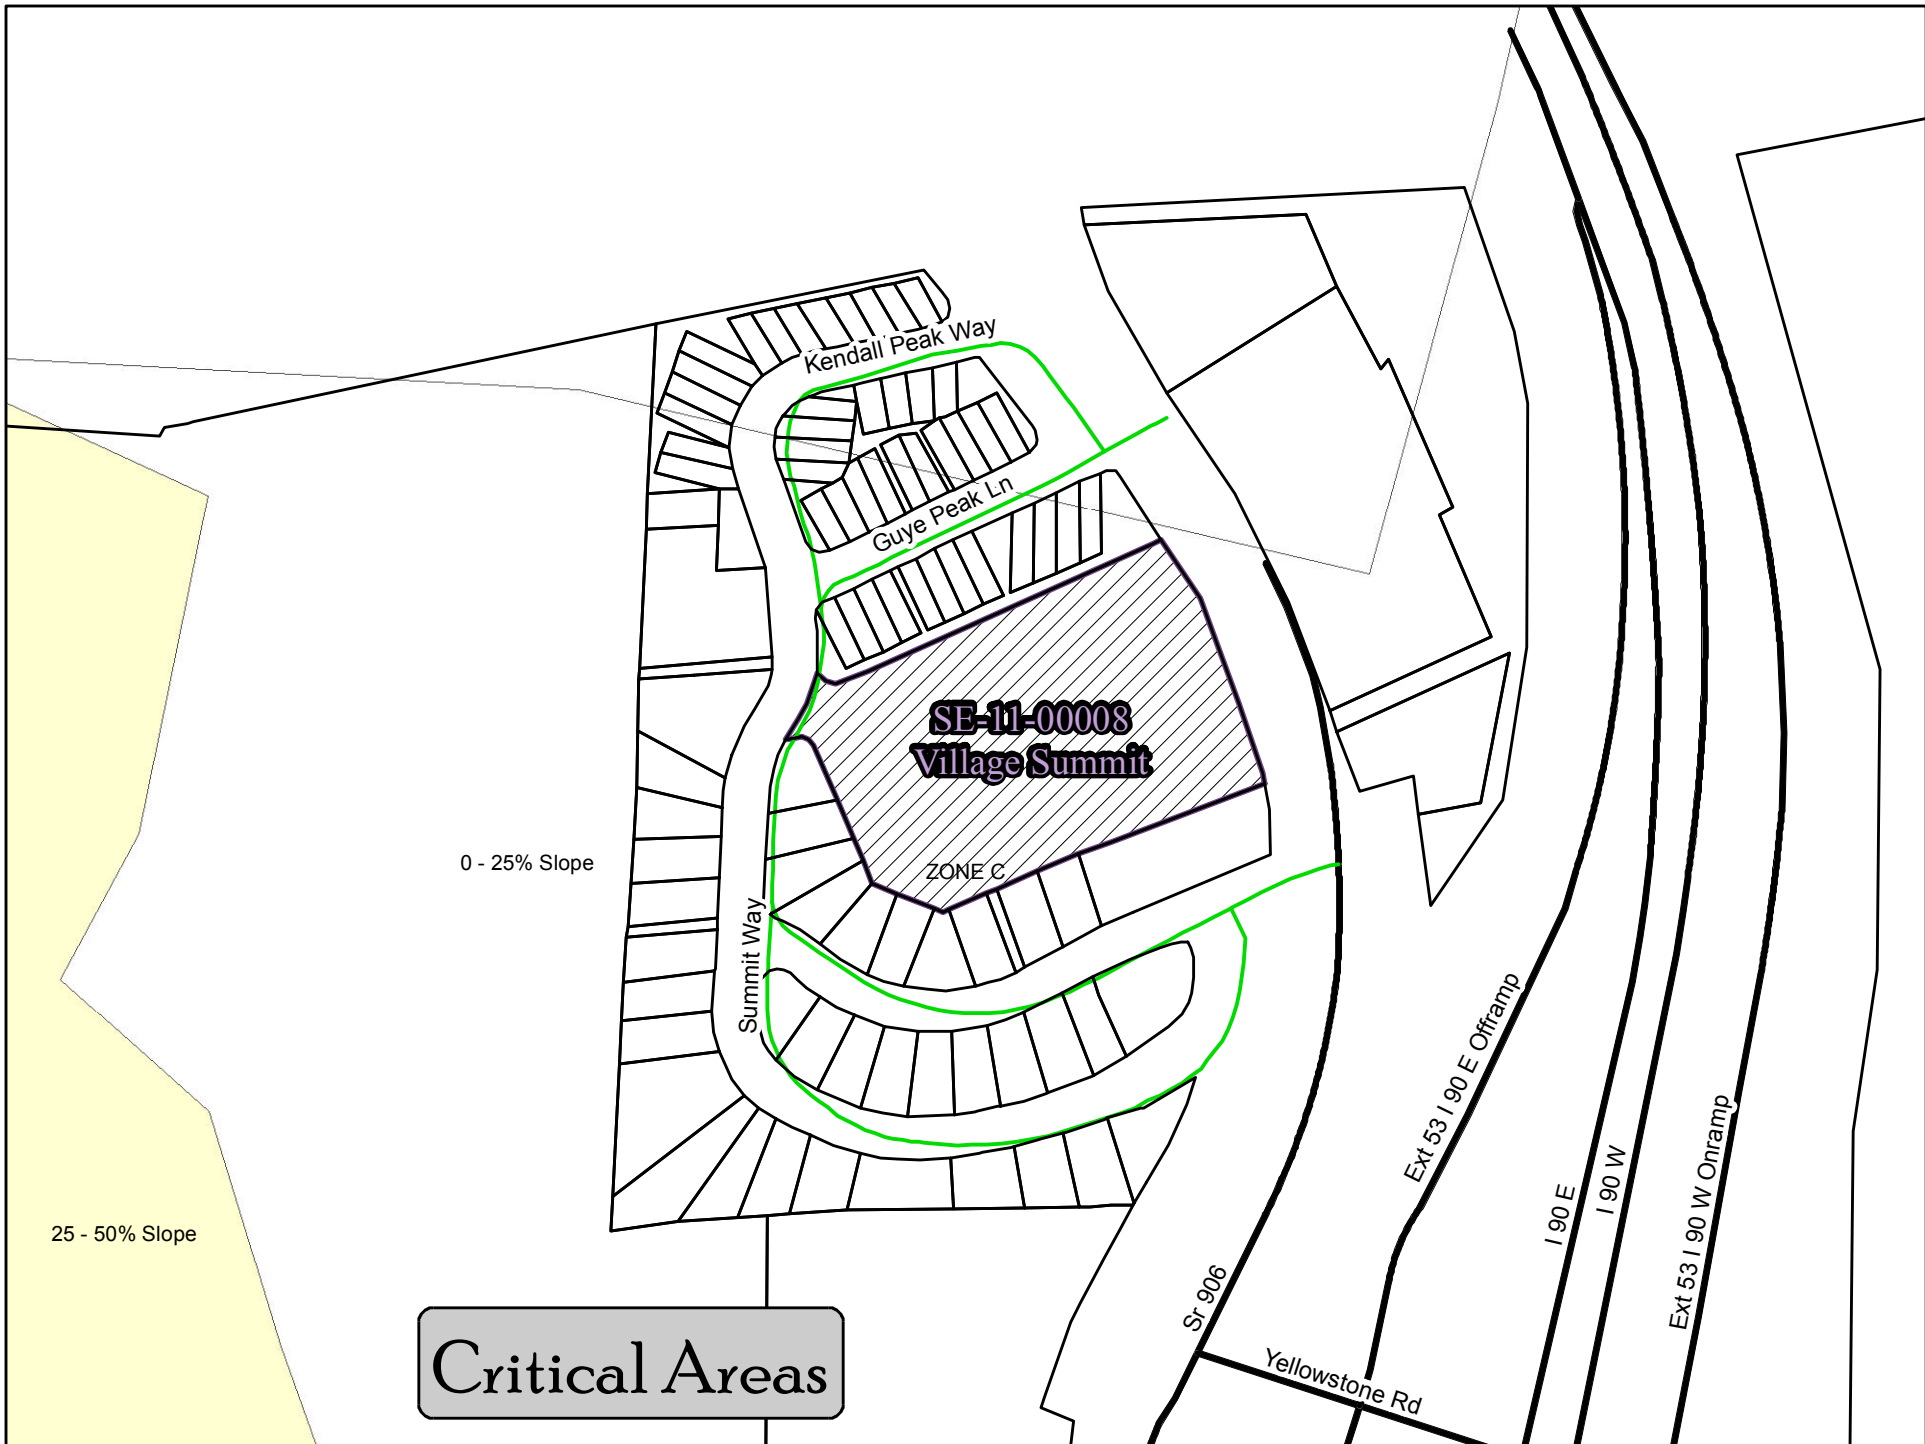 Kendall Peak Way
Guye Peak Ln
SE-11-00008
Village Summit
0 - 25% Slope
ZONE C
Summit Way
Ext 53 I 90 E Offramp
I 90 E
I 90 W
Ext 53 I 90 W Onramp
25 - 50% Slope
Sr 906
Yellowstone Rd
Critical Areas